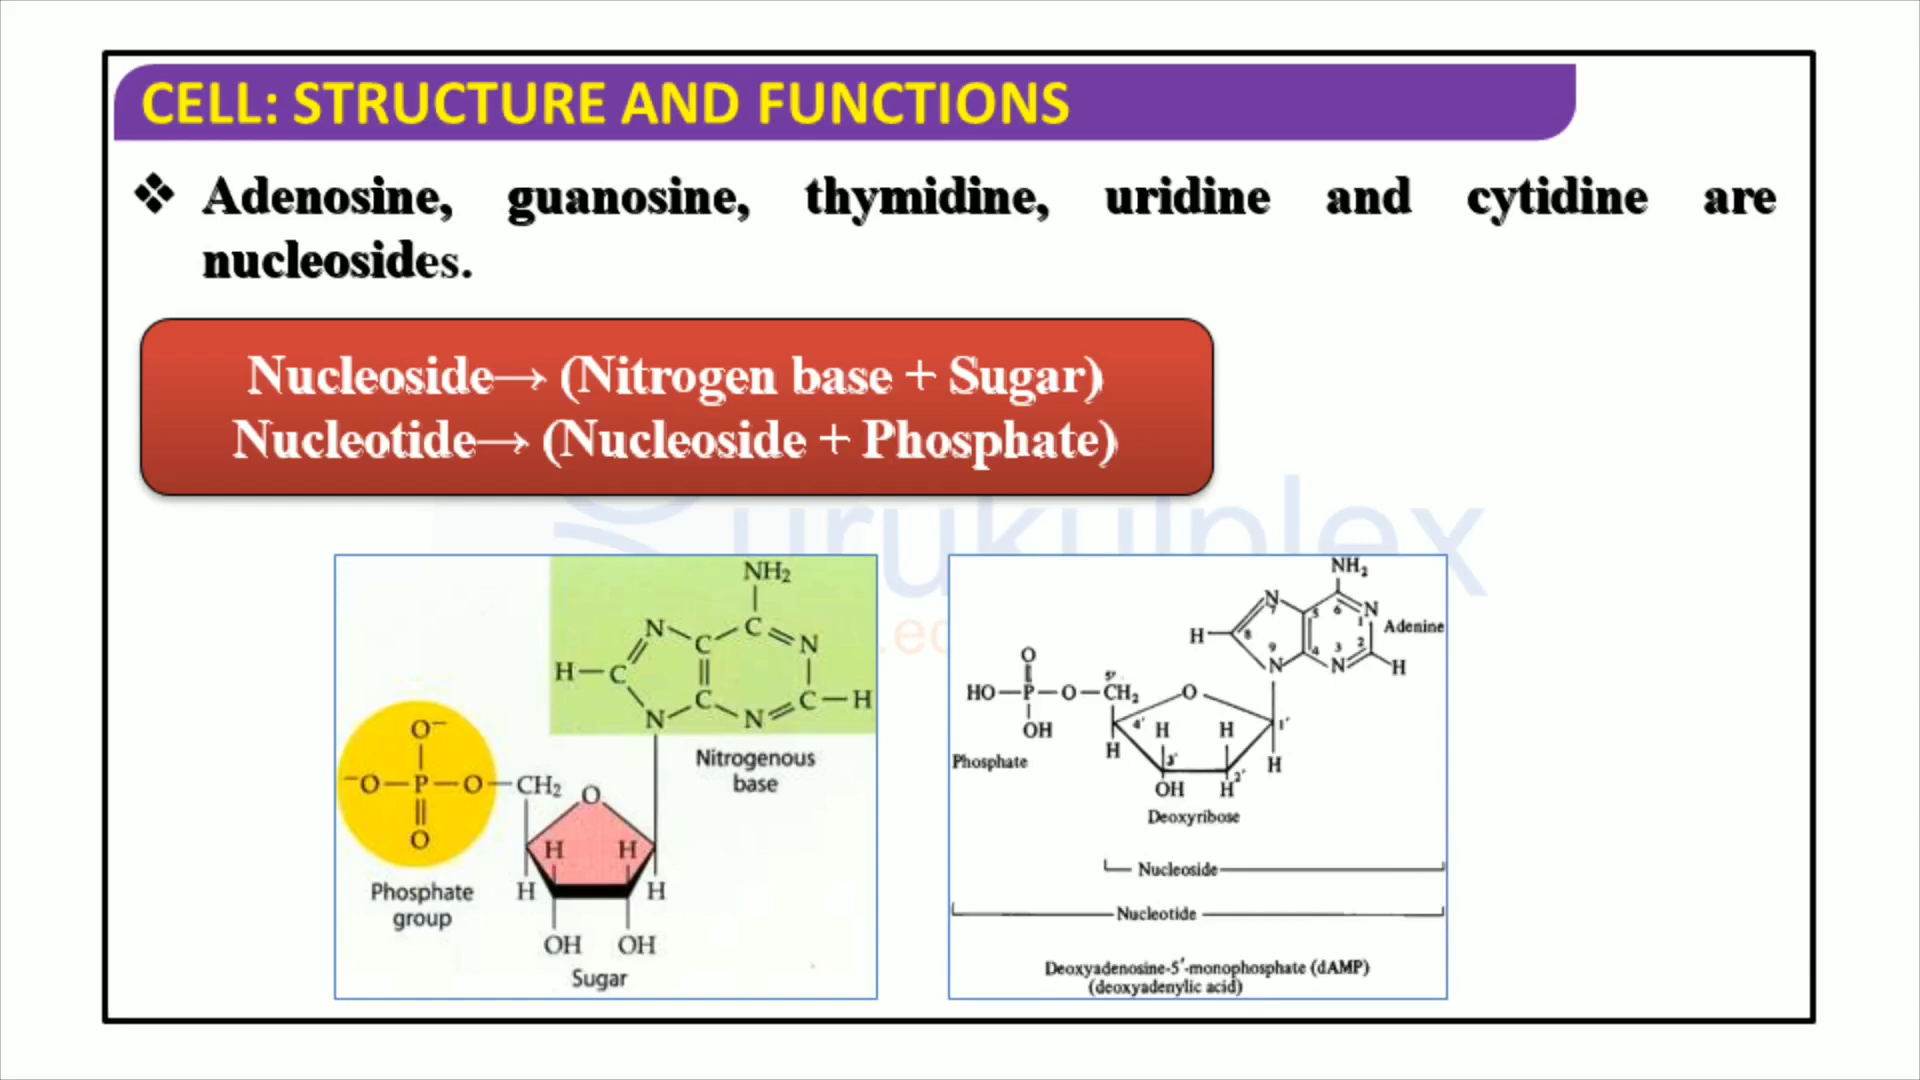 CELL: STRUCTURE AND FUNCTIONS
❖ Adenosine, guanosine, thymidine, uridine and cytidine are
nucleosides.
Nucleoside→ (Nitrogen base + Sugar)
Nucleotide→ (Nucleoside + Phosphate)
urukulplex
.ed
NH₂
N C C N
H–C
C C–H
N N
O⁻
⁻O–P–O–CH₂
O
O
H H
H H
OH OH
Nitrogenous
base
Phosphate
group
Sugar
NH₂
N 7 5 6 N 1
Adenine
H 8
9 4 3 2
N N H
O
HO–P–O–5' CH₂ O
OH
4' H H 1'
H H
3' 2'
OH H
Phosphate
Deoxyribose
Nucleoside
Nucleotide
Deoxyadenosine-5'-monophosphate (dAMP)
(deoxyadenylic acid)